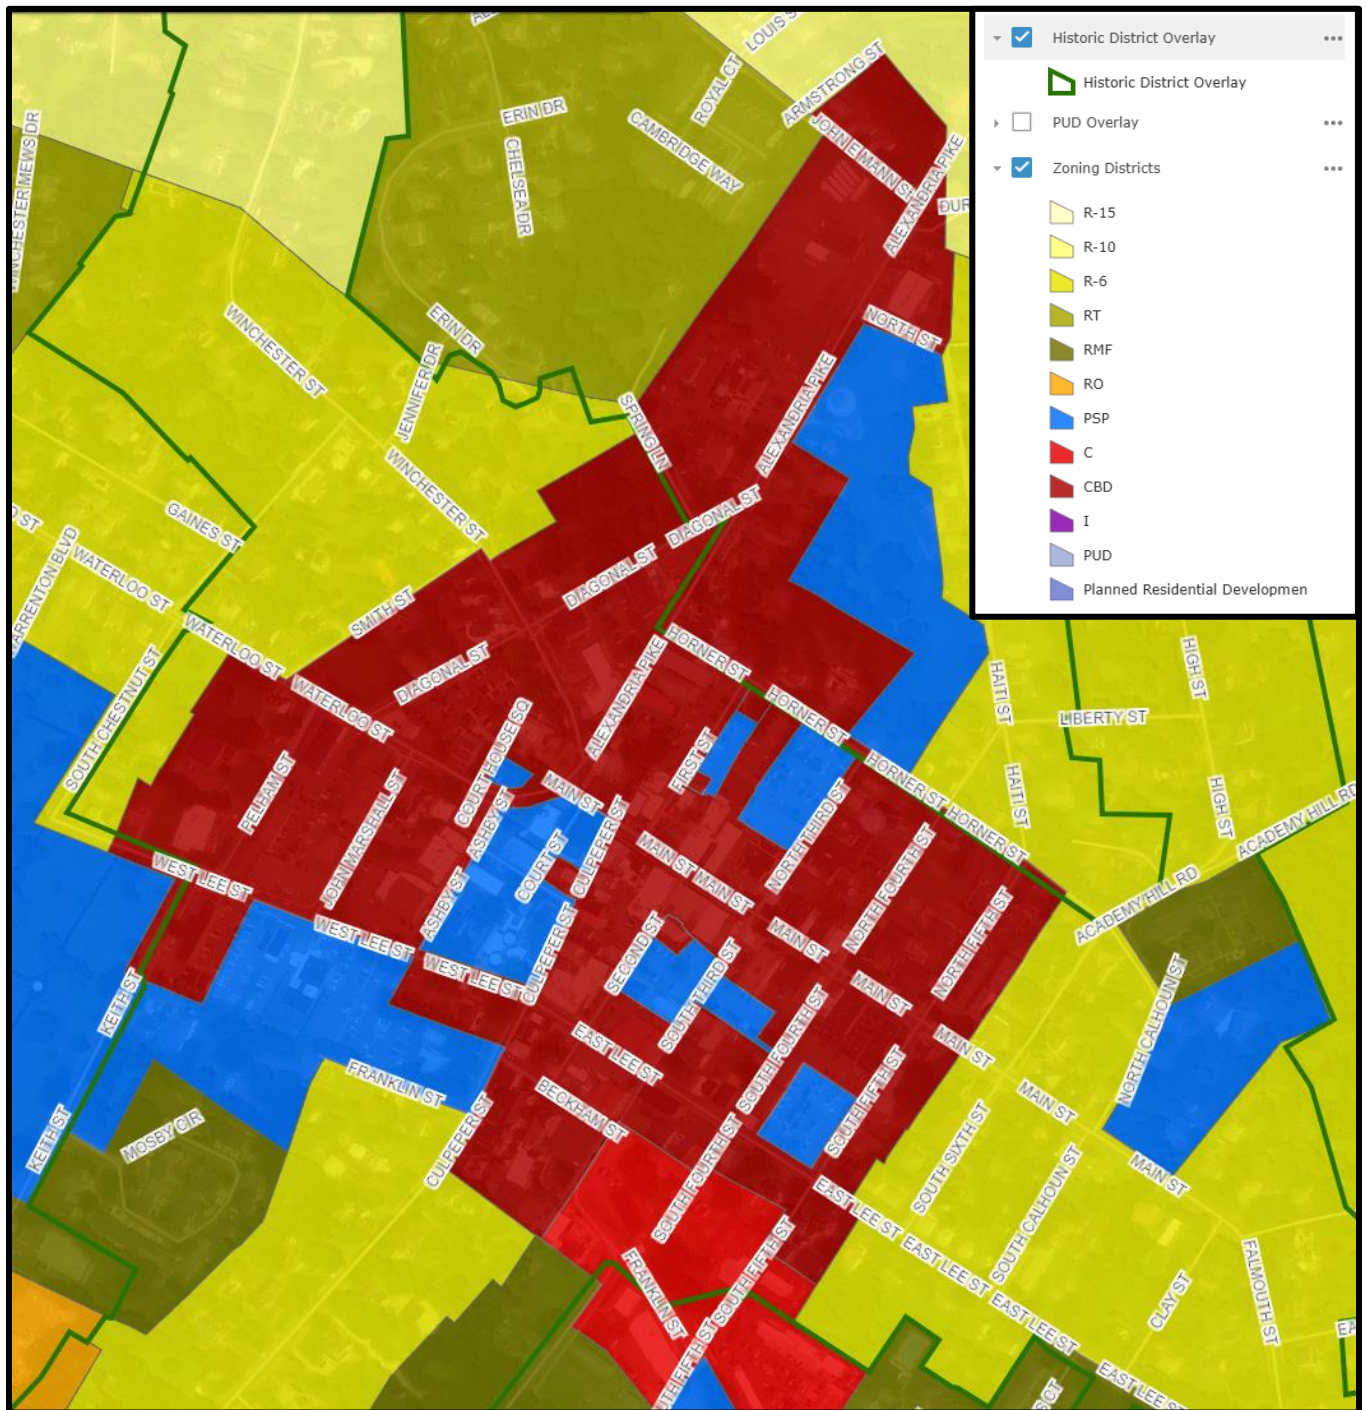 Historic District Overlay
Historic District Overlay
PUD Overlay
Zoning Districts
R-15
R-10
R-6
RT
RMF
RO
PSP
C
CBD
I
PUD
Planned Residential Developmen
LOUIS S
ROYAL CT
ARMSTRONG ST
ERIN DR
CAMBRIDGE WAY
JOHN E MANN S
CHELSEA DR
ALEXANDRIA PIKE
DUR
WINCHESTER MEWS DR
WINCHESTER ST
ERIN DR
NORTH ST
JENNIFER DR
ALEXANDRIA PIKE
SPRING LN
WINCHESTER ST
GAINES ST
O ST
DIAGONAL ST
WATERLOO ST
DIAGONAL ST
ARRENTON BLVD
SMITH ST
WATERLOO ST
HORNER ST
HAITI ST
HIGH ST
DIAGONAL ST
ALEXANDRIA PIKE
SOUTH CHESTNUT ST
WATERLOO ST
HORNER ST
LIBERTY ST
COURT HOUSE SQ
FIRST ST
HORNER ST
HORNER ST
HAITI ST
HIGH ST
PELHAM ST
JOHN MARSHALL ST
MAIN ST
ASHBY ST
CULPEPER ST
COURT ST
NORTH THIRD ST
ACADEMY HILL RD
MAIN ST
MAIN ST
NORTH FOURTH ST
WEST LEE ST
ASHBY ST
ACADEMY HILL RD
WEST LEE ST
CULPEPER ST
SECOND ST
MAIN ST
NORTH FIFTH ST
WEST LEE ST
SOUTH THIRD ST
MAIN ST
KEITH ST
NORTH CALHOUN ST
EAST LEE ST
SOUTH FOURTH ST
MAIN ST
FRANKLIN ST
BECKHAM ST
SOUTH FIFTH ST
MAIN ST
KEITH ST
MOSBY CIR
CULPEPER ST
SOUTH SIXTH ST
SOUTH FOURTH ST
SOUTH CALHOUN ST
MAIN ST
EAST LEE ST
EAST LEE ST
FRANKLIN ST
SOUTH FIFTH ST
CLAY ST
FALMOUTH ST
EAST LEE ST
UTH FIFTH ST
EA
EAST LEE S
S CT